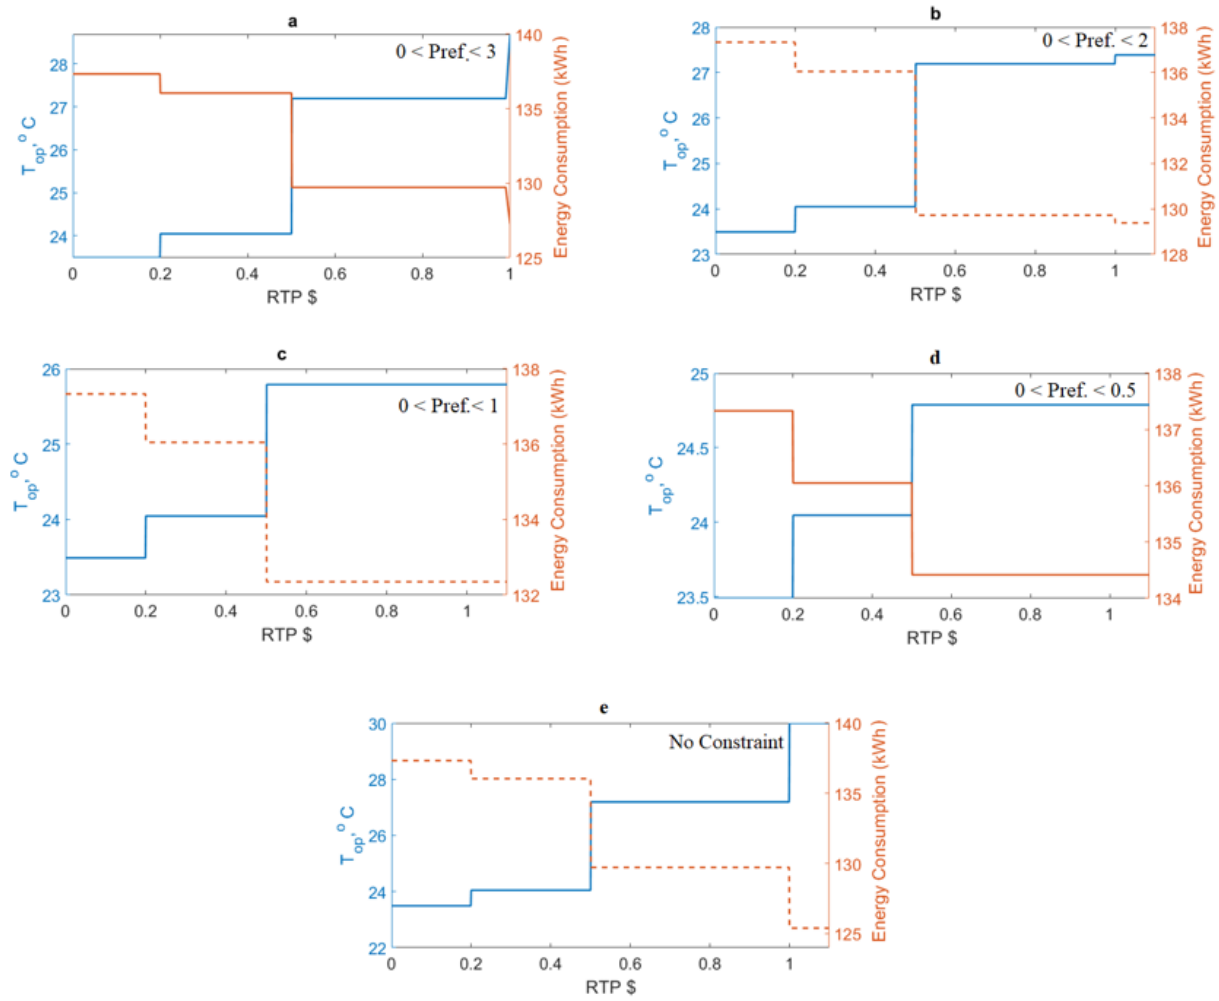 a
0 < Pref. < 3
28
27
26
25
24
T_op, °C
140
135
130
125
Energy Consumption (kWh)
0 0.2 0.4 0.6 0.8 1
RTP $
b
0 < Pref. < 2
28
27
26
25
24
23
T_op, °C
138
136
134
132
130
128
Energy Consumption (kWh)
0 0.2 0.4 0.6 0.8 1
RTP $
c
0 < Pref. < 1
26
25
24
23
T_op, °C
138
136
134
132
Energy Consumption (kWh)
0 0.2 0.4 0.6 0.8 1
RTP $
d
0 < Pref. < 0.5
25
24.5
24
23.5
T_op, °C
138
137
136
135
134
Energy Consumption (kWh)
0 0.2 0.4 0.6 0.8 1
RTP $
e
No Constraint
30
28
26
24
22
T_op, °C
140
135
130
125
Energy Consumption (kWh)
0 0.2 0.4 0.6 0.8 1
RTP $